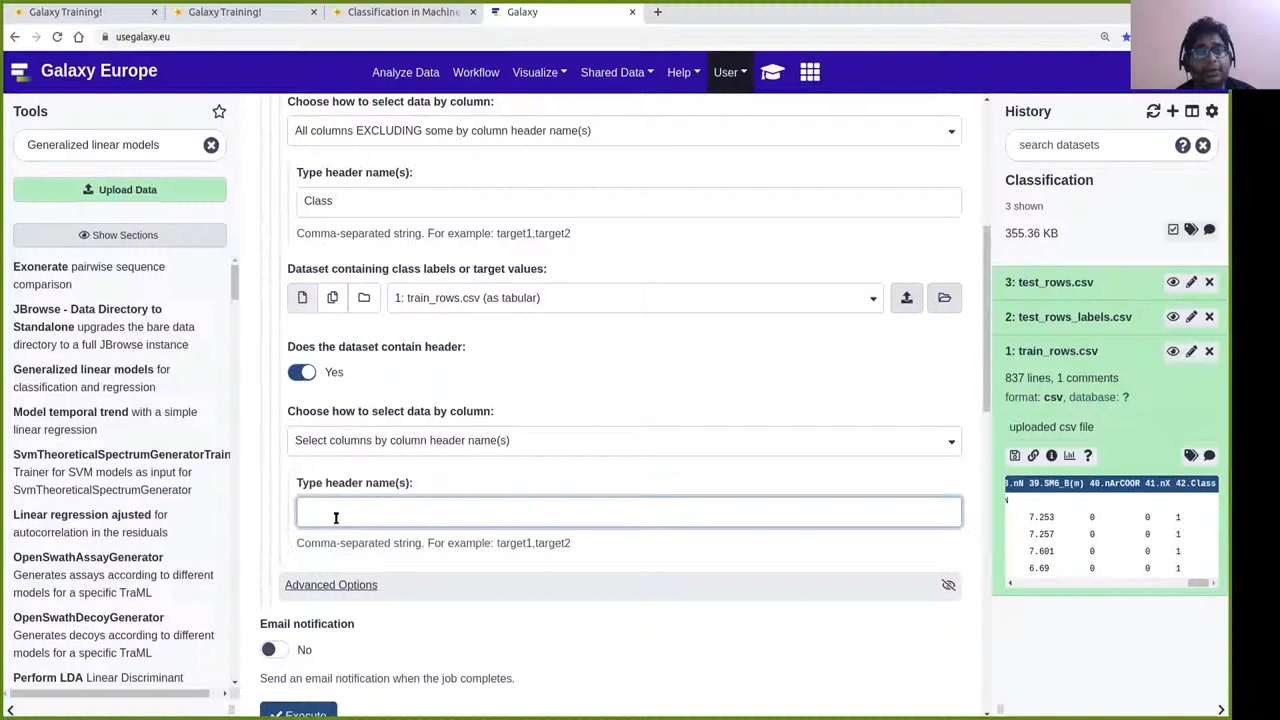 Galaxy Training!
Galaxy Training!
Classification in Machine
Galaxy
usegalaxy.eu
Galaxy Europe
Analyze Data
Workflow
Visualize
Shared Data
Help
User
Tools
Generalized linear models
Upload Data
Show Sections
Exonerate pairwise sequence
comparison
JBrowse - Data Directory to
Standalone upgrades the bare data
directory to a full JBrowse instance
Generalized linear models for
classification and regression
Model temporal trend with a simple
linear regression
SvmTheoreticalSpectrumGeneratorTrain
Trainer for SVM models as input for
SvmTheoreticalSpectrumGenerator
Linear regression ajusted for
autocorrelation in the residuals
OpenSwathAssayGenerator
Generates assays according to different
models for a specific TraML
OpenSwathDecoyGenerator
Generates decoys according to different
models for a specific TraML
Perform LDA Linear Discriminant
Choose how to select data by column:
All columns EXCLUDING some by column header name(s)
Type header name(s):
Class
Comma-separated string. For example: target1,target2
Dataset containing class labels or target values:
1: train_rows.csv (as tabular)
Does the dataset contain header:
Yes
Choose how to select data by column:
Select columns by column header name(s)
Type header name(s):
Comma-separated string. For example: target1,target2
Advanced Options
Email notification
No
Send an email notification when the job completes.
Execute
History
search datasets
Classification
3 shown
355.36 KB
3: test_rows.csv
2: test_rows_labels.csv
1: train_rows.csv
837 lines, 1 comments
format: csv, database: ?
uploaded csv file
.nN 39.SM6_B(m) 40.nArCOOR 41.nX 42.Class
7.253 0 0 1
7.257 0 0 1
7.601 0 0 1
6.69 0 0 1